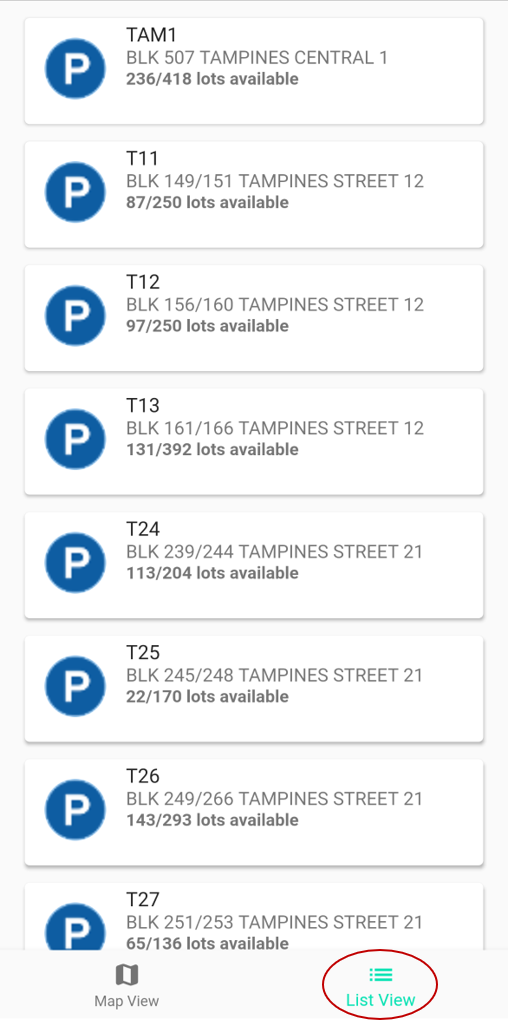 TAM1
BLK 507 TAMPINES CENTRAL 1
236/418 lots available
P
T11
BLK 149/151 TAMPINES STREET 12
87/250 lots available
P
T12
BLK 156/160 TAMPINES STREET 12
97/250 lots available
P
T13
BLK 161/166 TAMPINES STREET 12
131/392 lots available
P
T24
BLK 239/244 TAMPINES STREET 21
113/204 lots available
P
T25
BLK 245/248 TAMPINES STREET 21
22/170 lots available
P
T26
BLK 249/266 TAMPINES STREET 21
143/293 lots available
P
T27
BLK 251/253 TAMPINES STREET 21
65/136 lots available
P
Map View
List View